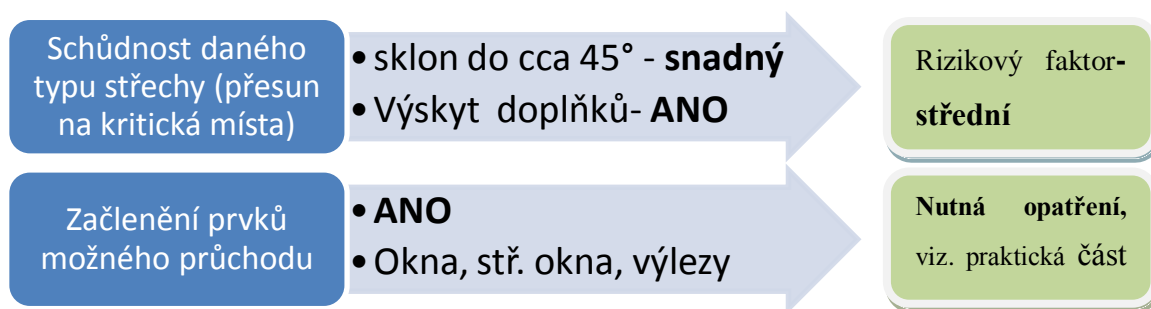 Schůdnost daného
typu střechy (přesun
na kritická místa)
• sklon do cca 45° - snadný
• Výskyt doplňků- ANO
Rizikový faktor-
střední
Začlenění prvků
možného průchodu
• ANO
• Okna, stř. okna, výlezy
Nutná opatření,
viz. praktická část